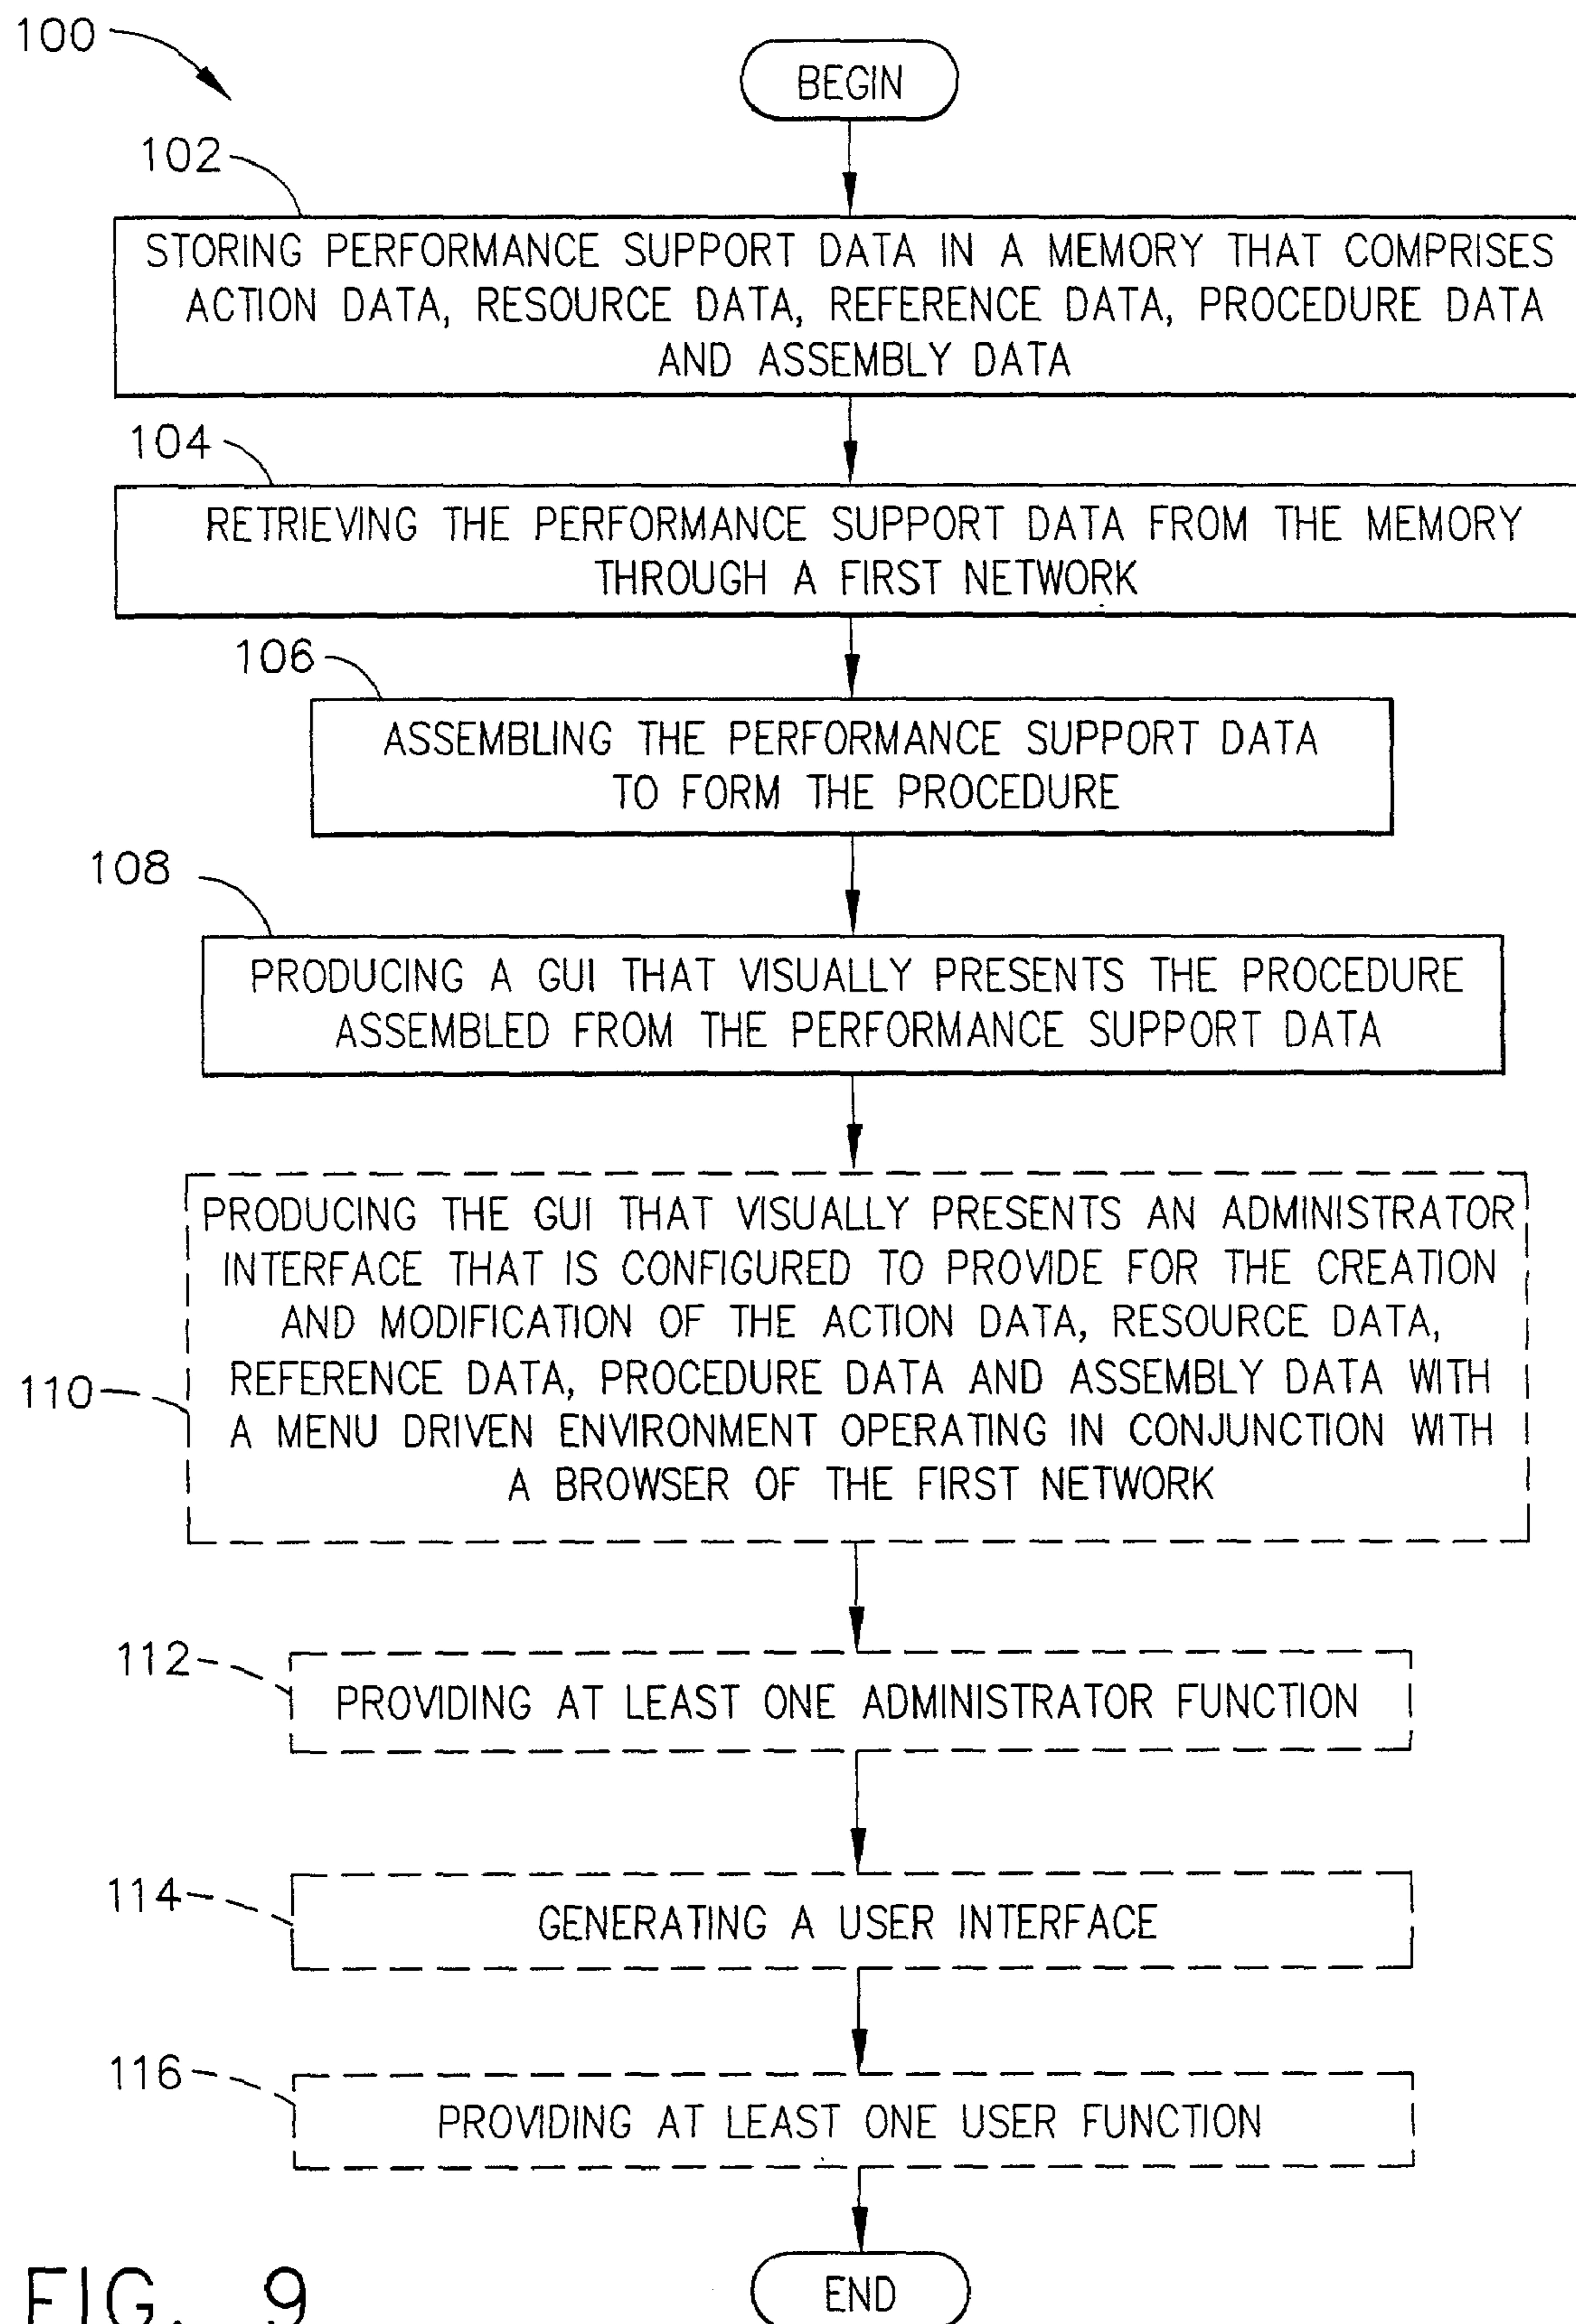 100
BEGIN
102
STORING PERFORMANCE SUPPORT DATA IN A MEMORY THAT COMPRISES
ACTION DATA, RESOURCE DATA, REFERENCE DATA, PROCEDURE DATA
AND ASSEMBLY DATA
104
RETRIEVING THE PERFORMANCE SUPPORT DATA FROM THE MEMORY
THROUGH A FIRST NETWORK
106
ASSEMBLING THE PERFORMANCE SUPPORT DATA
TO FORM THE PROCEDURE
108
PRODUCING A GUI THAT VISUALLY PRESENTS THE PROCEDURE
ASSEMBLED FROM THE PERFORMANCE SUPPORT DATA
110
PRODUCING THE GUI THAT VISUALLY PRESENTS AN ADMINISTRATOR
INTERFACE THAT IS CONFIGURED TO PROVIDE FOR THE CREATION
AND MODIFICATION OF THE ACTION DATA, RESOURCE DATA,
REFERENCE DATA, PROCEDURE DATA AND ASSEMBLY DATA WITH
A MENU DRIVEN ENVIRONMENT OPERATING IN CONJUNCTION WITH
A BROWSER OF THE FIRST NETWORK
112
PROVIDING AT LEAST ONE ADMINISTRATOR FUNCTION
114
GENERATING A USER INTERFACE
116
PROVIDING AT LEAST ONE USER FUNCTION
END
FIG. 9